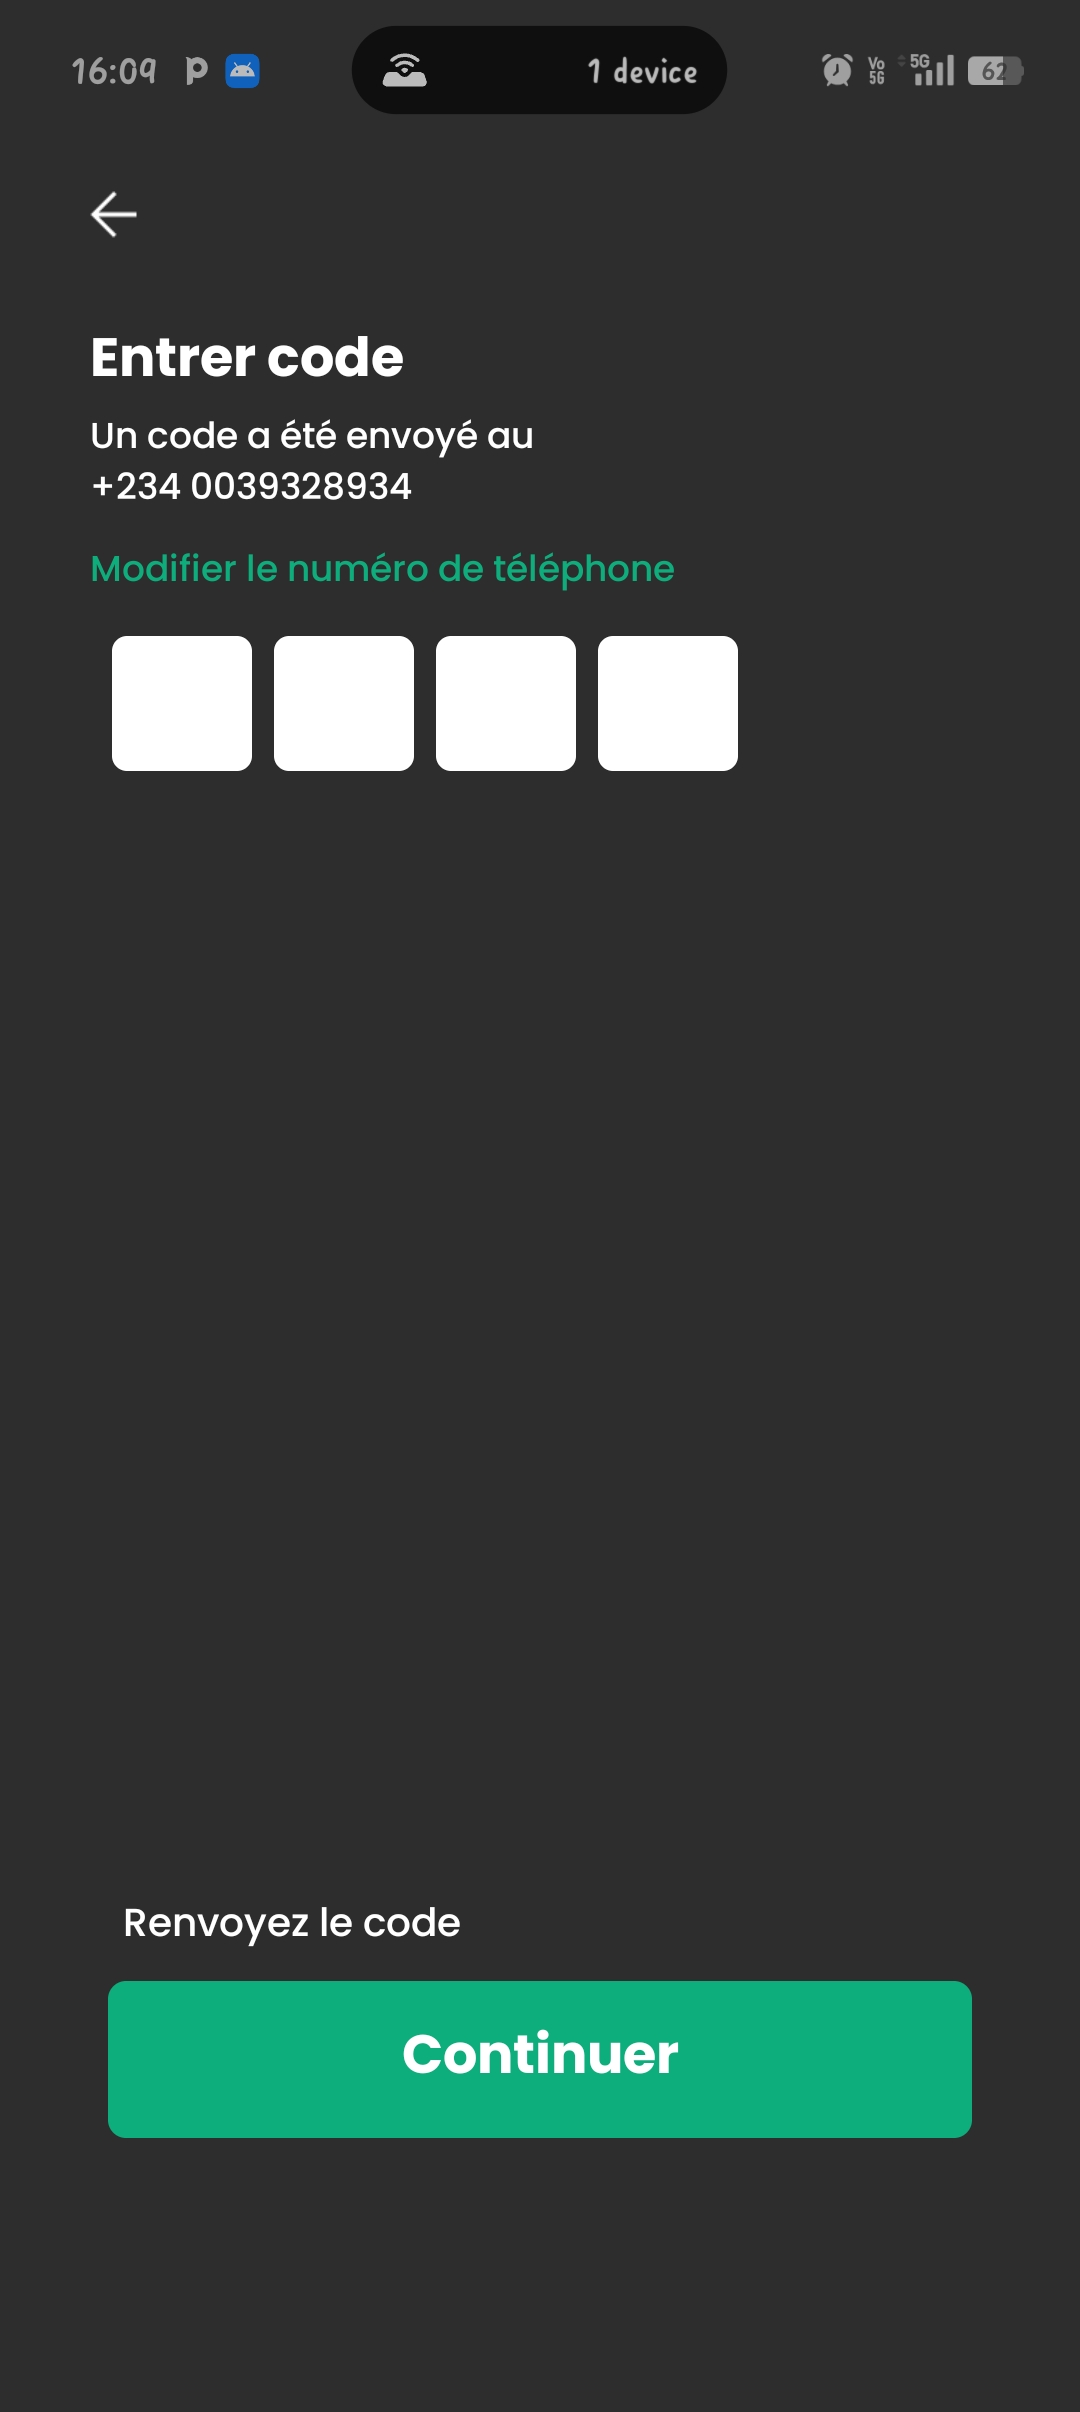 16:09
1 device
Vo
5G
5G
62
Entrer code
Un code a été envoyé au
+234 0039328934
Modifier le numéro de téléphone
Renvoyez le code
Continuer